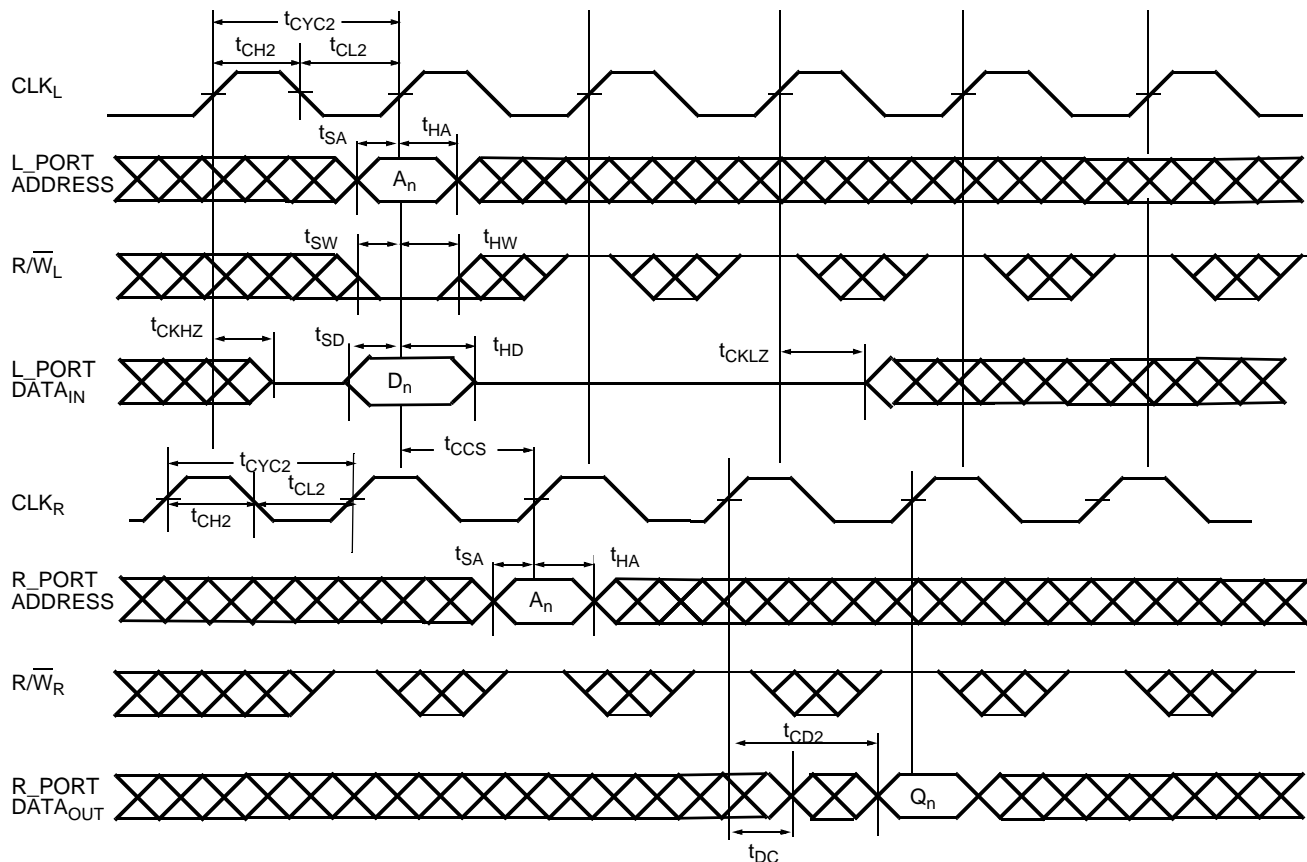 tCYC2
tCH2 tCL2
CLKL
tSA tHA
L_PORT
ADDRESS
An
tSW tHW
R/W̅L
tCKHZ tSD tHD tCKLZ
L_PORT
DATAIN
Dn
tCCS
tCYC2
tCL2
CLKR
tCH2
tSA tHA
R_PORT
ADDRESS
An
R/W̅R
tCD2
R_PORT
DATAOUT
Qn
tDC